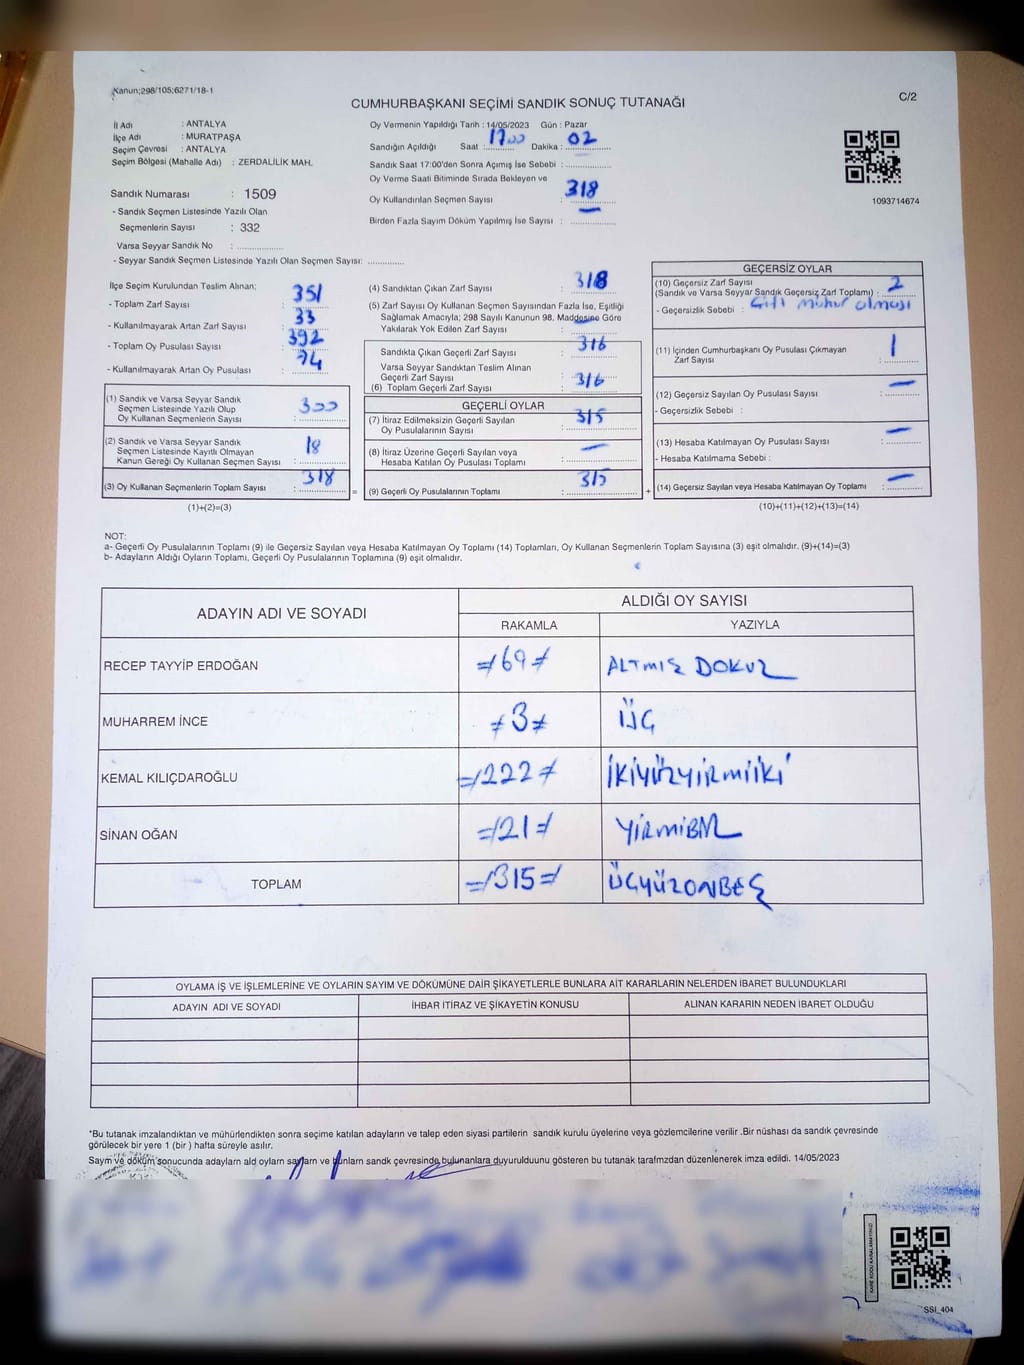 Kanun;298/105;6271/18-1
CUMHURBAŞKANI SEÇİMİ SANDIK SONUÇ TUTANAĞI
C/2
İl Adı : ANTALYA
İlçe Adı : MURATPAŞA
Seçim Çevresi : ANTALYA
Seçim Bölgesi (Mahalle Adı) : ZERDALİLİK MAH.
Sandık Numarası : 1509
- Sandık Seçmen Listesinde Yazılı Olan
Seçmenlerin Sayısı : 332
Varsa Seyyar Sandık No :
- Seyyar Sandık Seçmen Listesinde Yazılı Olan Seçmen Sayısı:
Oy Vermenin Yapıldığı Tarih : 14/05/2023 Gün : Pazar
Sandığın Açıldığı Saat : 17:00 Dakika : 02
Sandık Saat 17:00'den Sonra Açımış İse Sebebi :
Oy Verme Saati Bitiminde Sırada Bekleyen ve
Oy Kullandırılan Seçmen Sayısı : 318
Birden Fazla Sayım Döküm Yapılmış İse Sayısı : —
1093714674
İlçe Seçim Kurulundan Teslim Alınan;
- Toplam Zarf Sayısı : 351
- Kullanılmayarak Artan Zarf Sayısı : 33
- Toplam Oy Pusulası Sayısı : 392
- Kullanılmayarak Artan Oy Pusulası : 74
(1) Sandık ve Varsa Seyyar Sandık
Seçmen Listesinde Yazılı Olup
Oy Kullanan Seçmenlerin Sayısı : 300
(2) Sandık ve Varsa Seyyar Sandık
Seçmen Listesinde Kayıtlı Olmayan
Kanun Gereği Oy Kullanan Seçmen Sayısı : 18
(3) Oy Kullanan Seçmenlerin Toplam Sayısı : 318
(1)+(2)=(3)
(4) Sandıktan Çıkan Zarf Sayısı : 318
(5) Zarf Sayısı Oy Kullanan Seçmen Sayısından Fazla İse, Eşitliği
Sağlamak Amacıyla; 298 Sayılı Kanunun 98. Maddesine Göre
Yakılarak Yok Edilen Zarf Sayısı : —
Sandıkta Çıkan Geçerli Zarf Sayısı : 316
Varsa Seyyar Sandıktan Teslim Alınan
Geçerli Zarf Sayısı
(6) Toplam Geçerli Zarf Sayısı : 316
GEÇERLİ OYLAR
(7) İtiraz Edilmeksizin Geçerli Sayılan
Oy Pusulalarının Sayısı : 315
(8) İtiraz Üzerine Geçerli Sayılan veya
Hesaba Katılan Oy Pusulası Toplamı : —
=
(9) Geçerli Oy Pusulalarının Toplamı : 315
+
GEÇERSİZ OYLAR
(10) Geçersiz Zarf Sayısı
(Sandık ve Varsa Seyyar Sandık Geçersiz Zarf Toplamı) : 2
- Geçersizlik Sebebi : Çift mühür olması
(11) İçinden Cumhurbaşkanı Oy Pusulası Çıkmayan
Zarf Sayısı : 1
(12) Geçersiz Sayılan Oy Pusulası Sayısı : —
- Geçersizlik Sebebi :
(13) Hesaba Katılmayan Oy Pusulası Sayısı : —
- Hesaba Katılmama Sebebi :
(14) Geçersiz Sayılan veya Hesaba Katılmayan Oy Toplamı : —
(10)+(11)+(12)+(13)=(14)
NOT:
a- Geçerli Oy Pusulalarının Toplamı (9) ile Geçersiz Sayılan veya Hesaba Katılmayan Oy Toplamı (14) Toplamları, Oy Kullanan Seçmenlerin Toplam Sayısına (3) eşit olmalıdır. (9)+(14)=(3)
b- Adayların Aldığı Oyların Toplamı, Geçerli Oy Pusulalarının Toplamına (9) eşit olmalıdır.
ADAYIN ADI VE SOYADI
ALDIĞI OY SAYISI
RAKAMLA YAZIYLA
RECEP TAYYİP ERDOĞAN 69 ALTMIŞ DOKUZ
MUHARREM İNCE 3 ÜÇ
KEMAL KILIÇDAROĞLU 222 İKİYÜZYİRMİİKİ
SİNAN OĞAN 21 YİRMİBİR
TOPLAM 315 ÜÇYÜZONBEŞ
OYLAMA İŞ VE İŞLEMLERİNE VE OYLARIN SAYIM VE DÖKÜMÜNE DAİR ŞİKAYETLERLE BUNLARA AİT KARARLARIN NELERDEN İBARET BULUNDUKLARI
ADAYIN ADI VE SOYADI İHBAR İTİRAZ VE ŞİKAYETİN KONUSU ALINAN KARARIN NEDEN İBARET OLDUĞU
*Bu tutanak imzalandıktan ve mühürlendikten sonra seçime katılan adayların ve talep eden siyasi partilerin sandık kurulu üyelerine veya gözlemcilerine verilir .Bir nüshası da sandık çevresinde
görülecek bir yere 1 (bir ) hafta süreyle asılır.
Saym ve döküm sonucunda adaylarn ald oylarn saylarn ve bunlarn sandk çevresinde bulunanlara duyurulduunu gösteren bu tutanak tarafmzdan düzenlenerek imza edildi. 14/05/2023
SSI_404